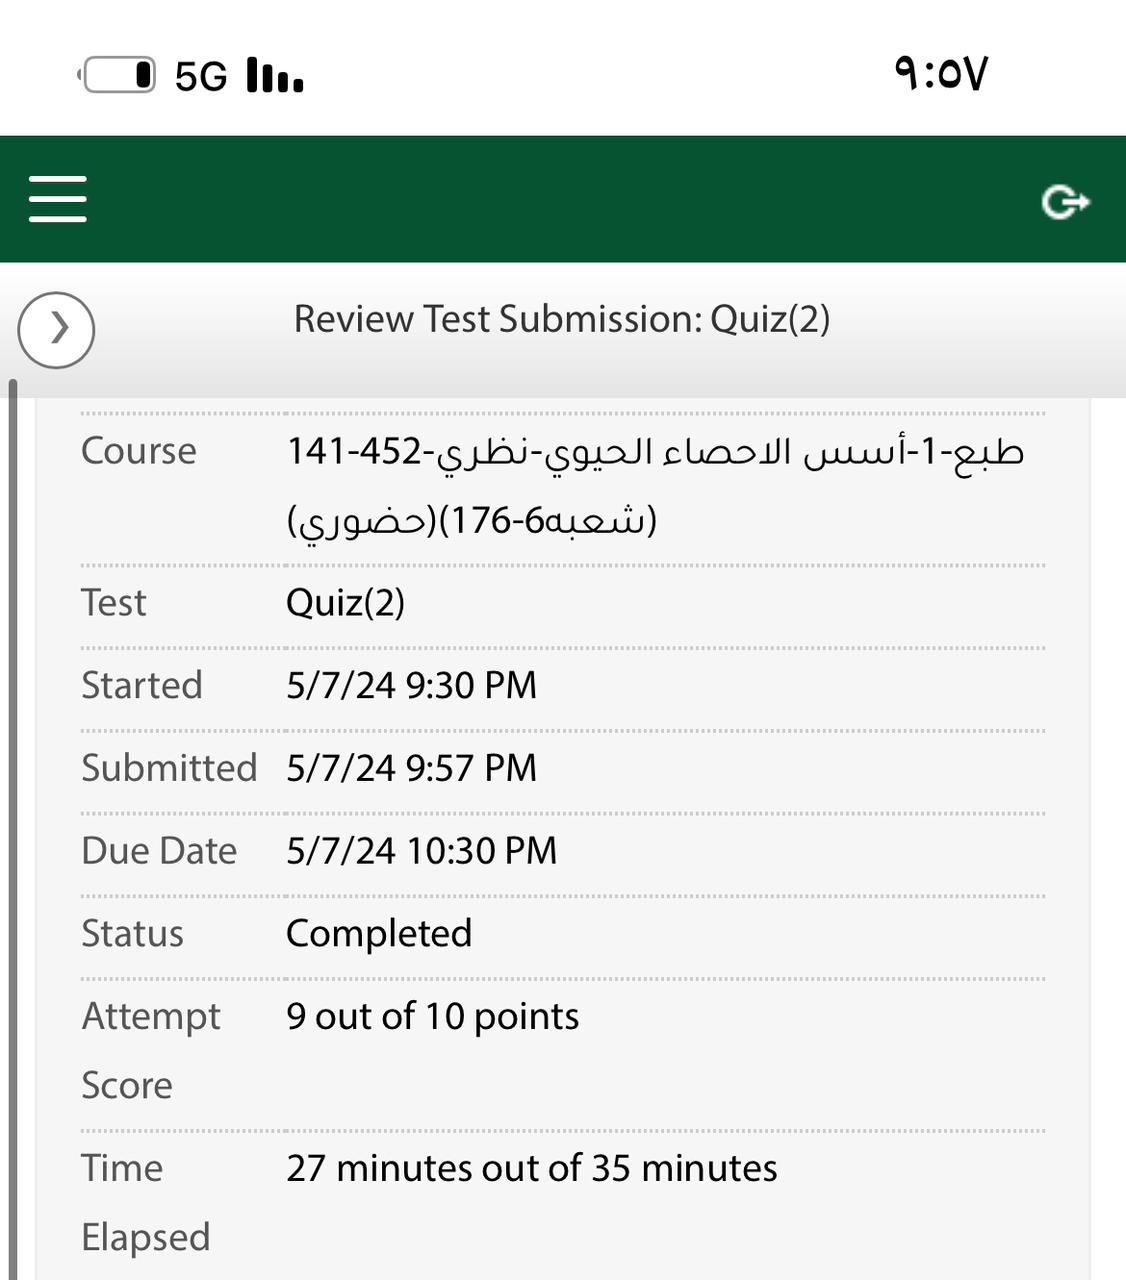 5G ٩:٥٧
Review Test Submission: Quiz(2)
Course طبع-1-أسس الاحصاء الحيوي-نظري-452-141
(شعبه6-176)(حضوري)
Test Quiz(2)
Started 5/7/24 9:30 PM
Submitted 5/7/24 9:57 PM
Due Date 5/7/24 10:30 PM
Status Completed
Attempt 9 out of 10 points
Score
Time 27 minutes out of 35 minutes
Elapsed